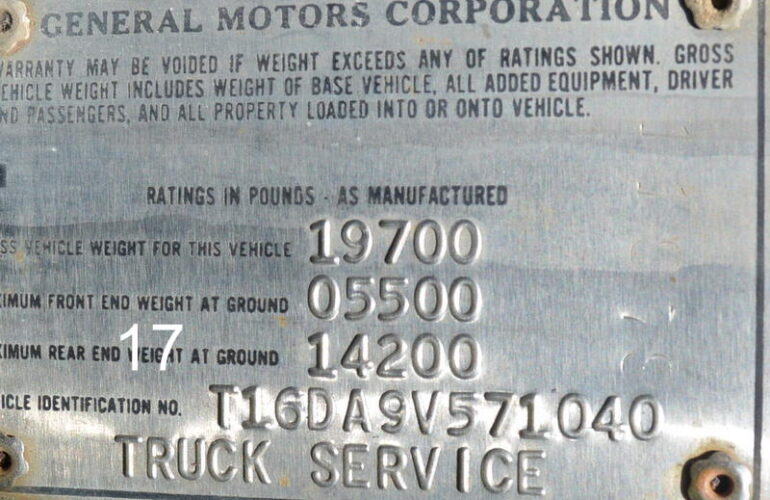 GENERAL MOTORS CORPORATION
WARRANTY MAY BE VOIDED IF WEIGHT EXCEEDS ANY OF RATINGS SHOWN. GROSS
EHICLE WEIGHT INCLUDES WEIGHT OF BASE VEHICLE, ALL ADDED EQUIPMENT, DRIVER
ND PASSENGERS, AND ALL PROPERTY LOADED INTO OR ONTO VEHICLE.
RATINGS IN POUNDS - AS MANUFACTURED
SS VEHICLE WEIGHT FOR THIS VEHICLE 19700
IMUM FRONT END WEIGHT AT GROUND 05500
XIMUM REAR END WEIGHT AT GROUND 14200
17
ICLE IDENTIFICATION NO. T16DA9V571040
TRUCK SERVICE